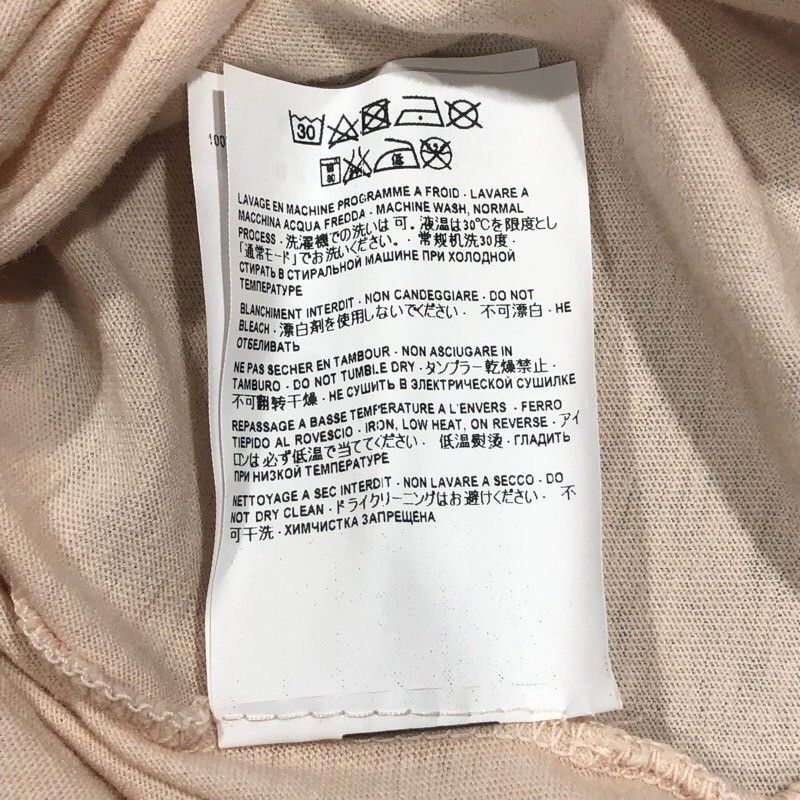 30
低
100
LAVAGE EN MACHINE PROGRAMME A FROID - LAVARE A
MACCHINA ACQUA FREDDA - MACHINE WASH, NORMAL
PROCESS - 洗濯機での洗いは 可。液温は30℃を限度とし
「通常モード」でお洗いください。- 常规机洗30度 -
СТИРАТЬ В СТИРАЛЬНОЙ МАШИНЕ ПРИ ХОЛОДНОЙ
ТЕМПЕРАТУРЕ
BLANCHIMENT INTERDIT - NON CANDEGGIARE - DO NOT
BLEACH - 漂白剤を使用しないでください - 不可漂白 - НЕ
ОТБЕЛИВАТЬ
NE PAS SECHER EN TAMBOUR - NON ASCIUGARE IN
TAMBURO - DO NOT TUMBLE DRY - タンブラー乾燥禁止 -
不可翻转干燥 - НЕ СУШИТЬ В ЭЛЕКТРИЧЕСКОЙ СУШИЛКЕ
REPASSAGE A BASSE TEMPERATURE A L'ENVERS - FERRO
TIEPIDO AL ROVESCIO - IRON, LOW HEAT, ON REVERSE - アイ
ロンは必ず低温で当ててください - 低温熨烫 - ГЛАДИТЬ
ПРИ НИЗКОЙ ТЕМПЕРАТУРЕ
NETTOYAGE A SEC INTERDIT - NON LAVARE A SECCO - DO
NOT DRY CLEAN - ドライクリーニングはお避けください - 不
可干洗 - ХИМЧИСТКА ЗАПРЕЩЕНА